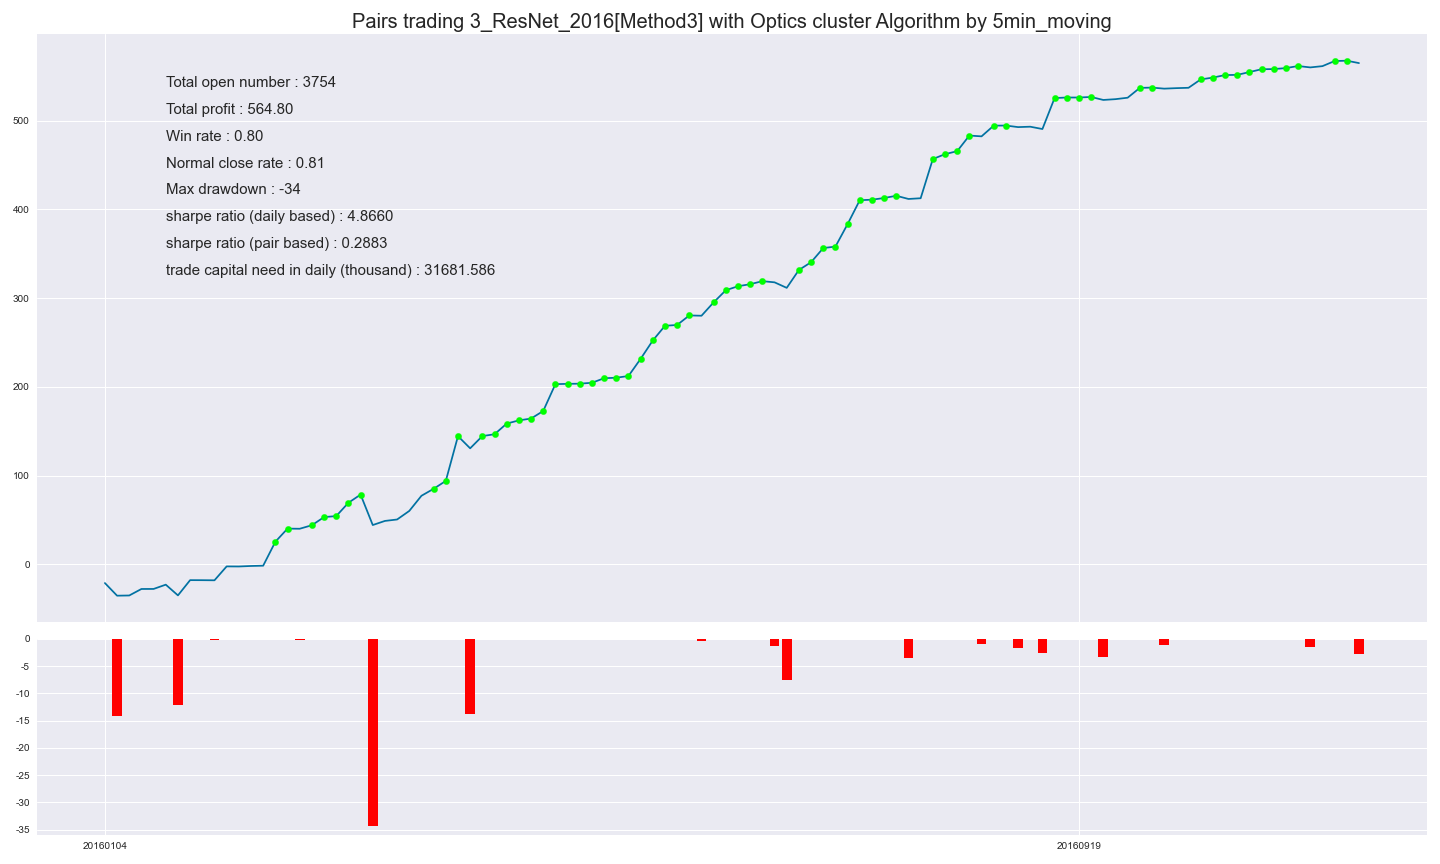 Pairs trading 3_ResNet_2016[Method3] with Optics cluster Algorithm by 5min_moving
Total open number : 3754
Total profit : 564.80
Win rate : 0.80
Normal close rate : 0.81
Max drawdown : -34
sharpe ratio (daily based) : 4.8660
sharpe ratio (pair based) : 0.2883
trade capital need in daily (thousand) : 31681.586
500
400
300
200
100
0
0
-5
-10
-15
-20
-25
-30
-35
20160104
20160919